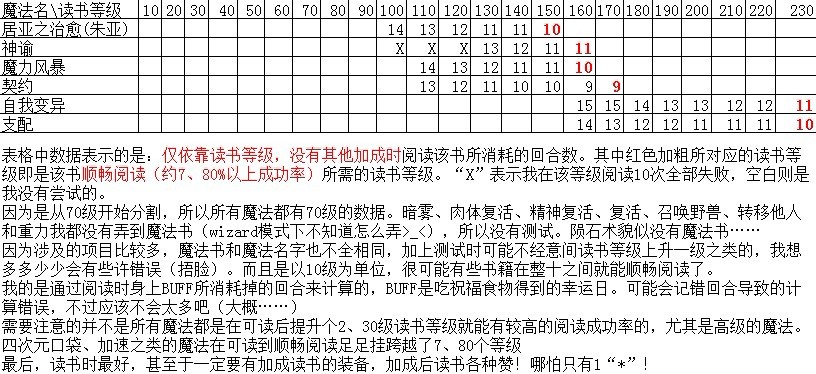 魔法名\读书等级 10 20 30 40 50 60 70 80 90 100 110 120 130 140 150 160 170 180 190 200 210 220 230
居亚之治愈(朱亚) 14 13 12 11 11 10
神谕 X X X 13 12 11 11
魔力风暴 14 13 12 11 11 10
契约 13 12 11 10 10 9 9
自我变异 15 15 14 13 13 12 12 11
支配 14 13 12 12 11 11 11 10
表格中数据表示的是：仅依靠读书等级，没有其他加成时阅读该书所消耗的回合数。其中红色加粗所对应的读书等
级即是该书顺畅阅读（约7、80%以上成功率）所需的读书等级。“X”表示我在该等级阅读10次全部失败，空白则是
我没有尝试的。
因为是从70级开始分割，所以所有魔法都有70级的数据。暗雾、肉体复活、精神复活、复活、召唤野兽、转移他人
和重力我都没有弄到魔法书（wizard模式下不知道怎么弄>_<），所以没有测试。陨石术貌似没有魔法书……
因为涉及的项目比较多，魔法书和魔法名字也不全相同，加上测试时可能不经意间读书等级上升一级之类的，我想
多多少少会有些许错误（捂脸）。而且是以10级为单位，很可能有些书籍在整十之间就能顺畅阅读了。
我的是通过阅读时身上BUFF所消耗掉的回合来计算的，BUFF是吃祝福食物得到的幸运日。可能会记错回合导致的计
算错误，不过应该不会太多吧（大概……）
需要注意的并不是所有魔法都是在可读后提升个2、30级读书等级就能有较高的阅读成功率的，尤其是高级的魔法。
四次元口袋、加速之类的魔法在可读到顺畅阅读足足挂跨越了7、80个等级
最后，读书时最好，甚至于一定要有加成读书的装备，加成后读书各种赞！哪怕只有1“*”！